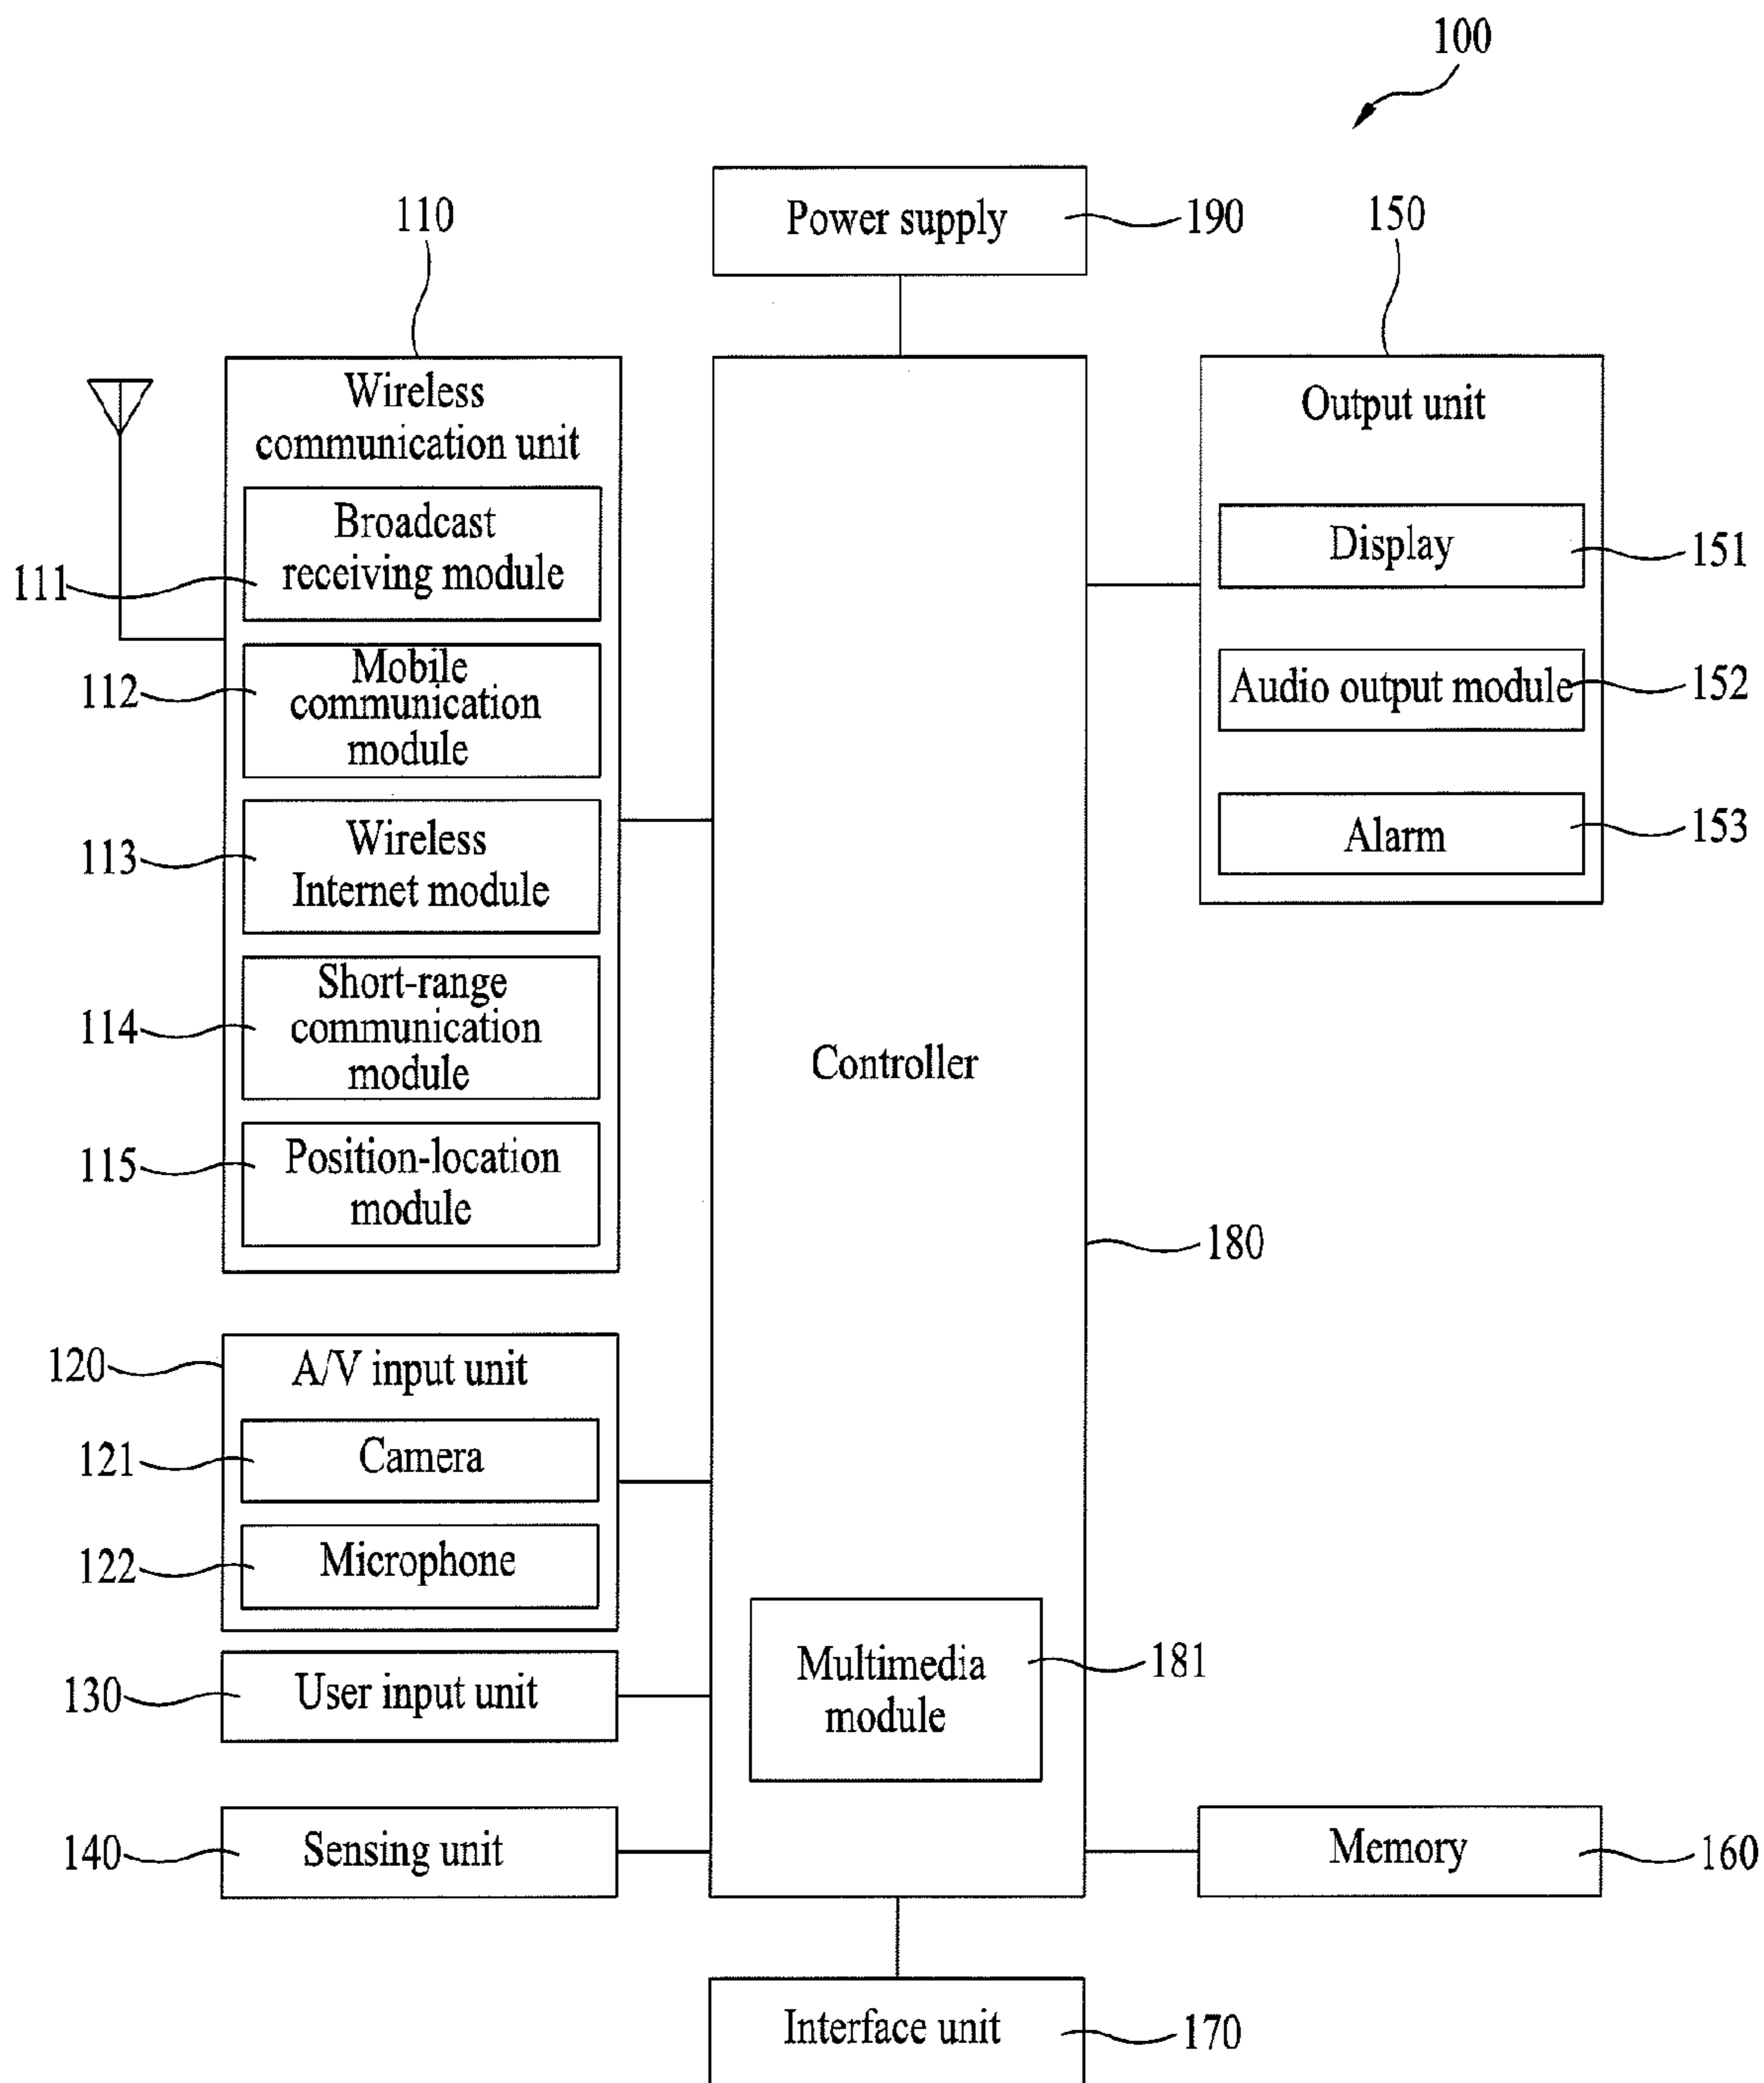 100
Power supply
190
110
150
Wireless
communication unit
Output unit
Broadcast
receiving module
111
Display
151
Mobile
communication
module
112
Audio output module
152
Wireless
Internet module
113
Alarm
153
Short-range
communication
module
114
Controller
Position-location
module
115
180
120
A/V input unit
121
Camera
122
Microphone
Multimedia
module
181
130
User input unit
140
Sensing unit
Memory
160
Interface unit
170